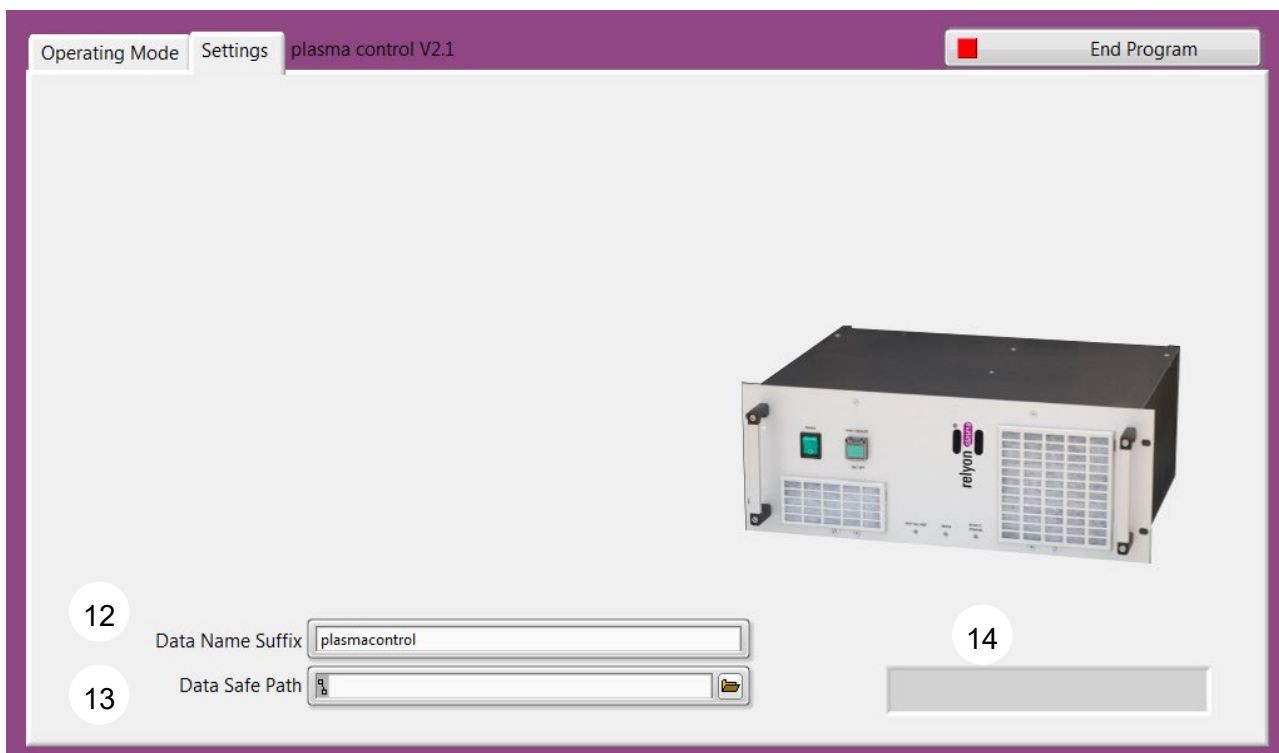 Operating Mode Settings plasma control V2.1 End Program
relyon
12
Data Name Suffix plasmacontrol
13
Data Safe Path
14